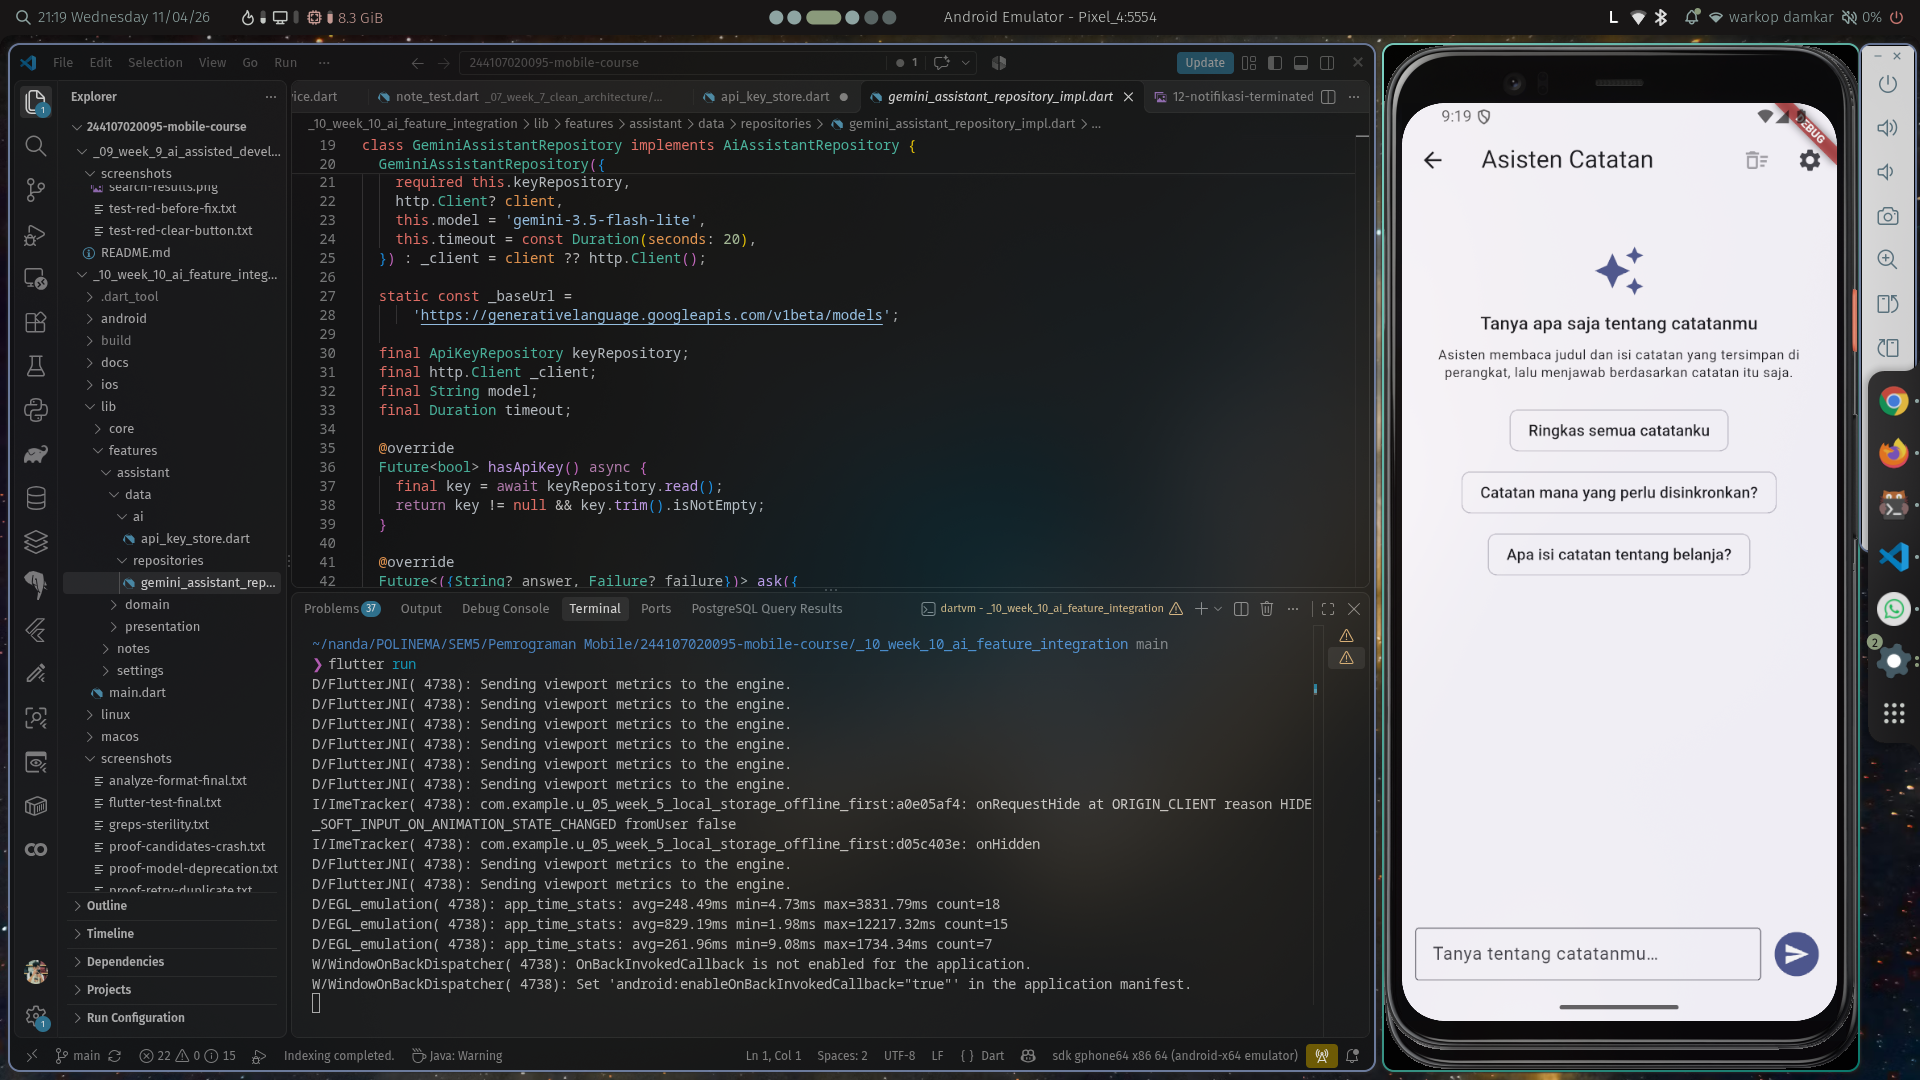 21:19 Wednesday 11/04/26
8.3 GiB
Android Emulator - Pixel_4:5554
L
warkop damkar
0%
File Edit Selection View Go Run ···
244107020095-mobile-course
1
Update
Explorer
244107020095-mobile-course
_09_week_9_ai_assisted_devel...
screenshots
search-results.png
test-red-before-fix.txt
test-red-clear-button.txt
README.md
_10_week_10_ai_feature_integ...
.dart_tool
android
build
docs
ios
lib
core
features
assistant
data
ai
api_key_store.dart
repositories
gemini_assistant_rep...
domain
presentation
notes
settings
main.dart
linux
macos
screenshots
analyze-format-final.txt
flutter-test-final.txt
greps-sterility.txt
proof-candidates-crash.txt
proof-model-deprecation.txt
proof-retry-duplicate.txt
Outline
Timeline
Dependencies
Projects
Run Configuration
ice.dart
note_test.dart _07_week_7_clean_architecture/...
api_key_store.dart
gemini_assistant_repository_impl.dart
12-notifikasi-terminated
_10_week_10_ai_feature_integration > lib > features > assistant > data > repositories > gemini_assistant_repository_impl.dart > ...
19 class GeminiAssistantRepository implements AiAssistantRepository {
20 GeminiAssistantRepository({
21 required this.keyRepository,
22 http.Client? client,
23 this.model = 'gemini-3.5-flash-lite',
24 this.timeout = const Duration(seconds: 20),
25 }) : _client = client ?? http.Client();
26
27 static const _baseUrl =
28 'https://generativelanguage.googleapis.com/v1beta/models';
29
30 final ApiKeyRepository keyRepository;
31 final http.Client _client;
32 final String model;
33 final Duration timeout;
34
35 @override
36 Future<bool> hasApiKey() async {
37 final key = await keyRepository.read();
38 return key != null && key.trim().isNotEmpty;
39 }
40
41 @override
42 Future<({String? answer, Failure? failure})> ask({
Problems 37 Output Debug Console Terminal Ports PostgreSQL Query Results
dartvm - _10_week_10_ai_feature_integration
~/nanda/POLINEMA/SEM5/Pemrograman Mobile/244107020095-mobile-course/_10_week_10_ai_feature_integration main
❯ flutter run
D/FlutterJNI( 4738): Sending viewport metrics to the engine.
D/FlutterJNI( 4738): Sending viewport metrics to the engine.
D/FlutterJNI( 4738): Sending viewport metrics to the engine.
D/FlutterJNI( 4738): Sending viewport metrics to the engine.
D/FlutterJNI( 4738): Sending viewport metrics to the engine.
D/FlutterJNI( 4738): Sending viewport metrics to the engine.
I/ImeTracker( 4738): com.example.u_05_week_5_local_storage_offline_first:a0e05af4: onRequestHide at ORIGIN_CLIENT reason HIDE
_SOFT_INPUT_ON_ANIMATION_STATE_CHANGED fromUser false
I/ImeTracker( 4738): com.example.u_05_week_5_local_storage_offline_first:d05c403e: onHidden
D/FlutterJNI( 4738): Sending viewport metrics to the engine.
D/FlutterJNI( 4738): Sending viewport metrics to the engine.
D/EGL_emulation( 4738): app_time_stats: avg=248.49ms min=4.73ms max=3831.79ms count=18
D/EGL_emulation( 4738): app_time_stats: avg=829.19ms min=1.98ms max=12217.32ms count=15
D/EGL_emulation( 4738): app_time_stats: avg=261.96ms min=9.08ms max=1734.34ms count=7
W/WindowOnBackDispatcher( 4738): OnBackInvokedCallback is not enabled for the application.
W/WindowOnBackDispatcher( 4738): Set 'android:enableOnBackInvokedCallback="true"' in the application manifest.
main 22 0 15 Indexing completed. Java: Warning
Ln 1, Col 1 Spaces: 2 UTF-8 LF { } Dart sdk gphone64 x86 64 (android-x64 emulator)
9:19
DEBUG
Asisten Catatan
Tanya apa saja tentang catatanmu
Asisten membaca judul dan isi catatan yang tersimpan di
perangkat, lalu menjawab berdasarkan catatan itu saja.
Ringkas semua catatanku
Catatan mana yang perlu disinkronkan?
Apa isi catatan tentang belanja?
Tanya tentang catatanmu...
2